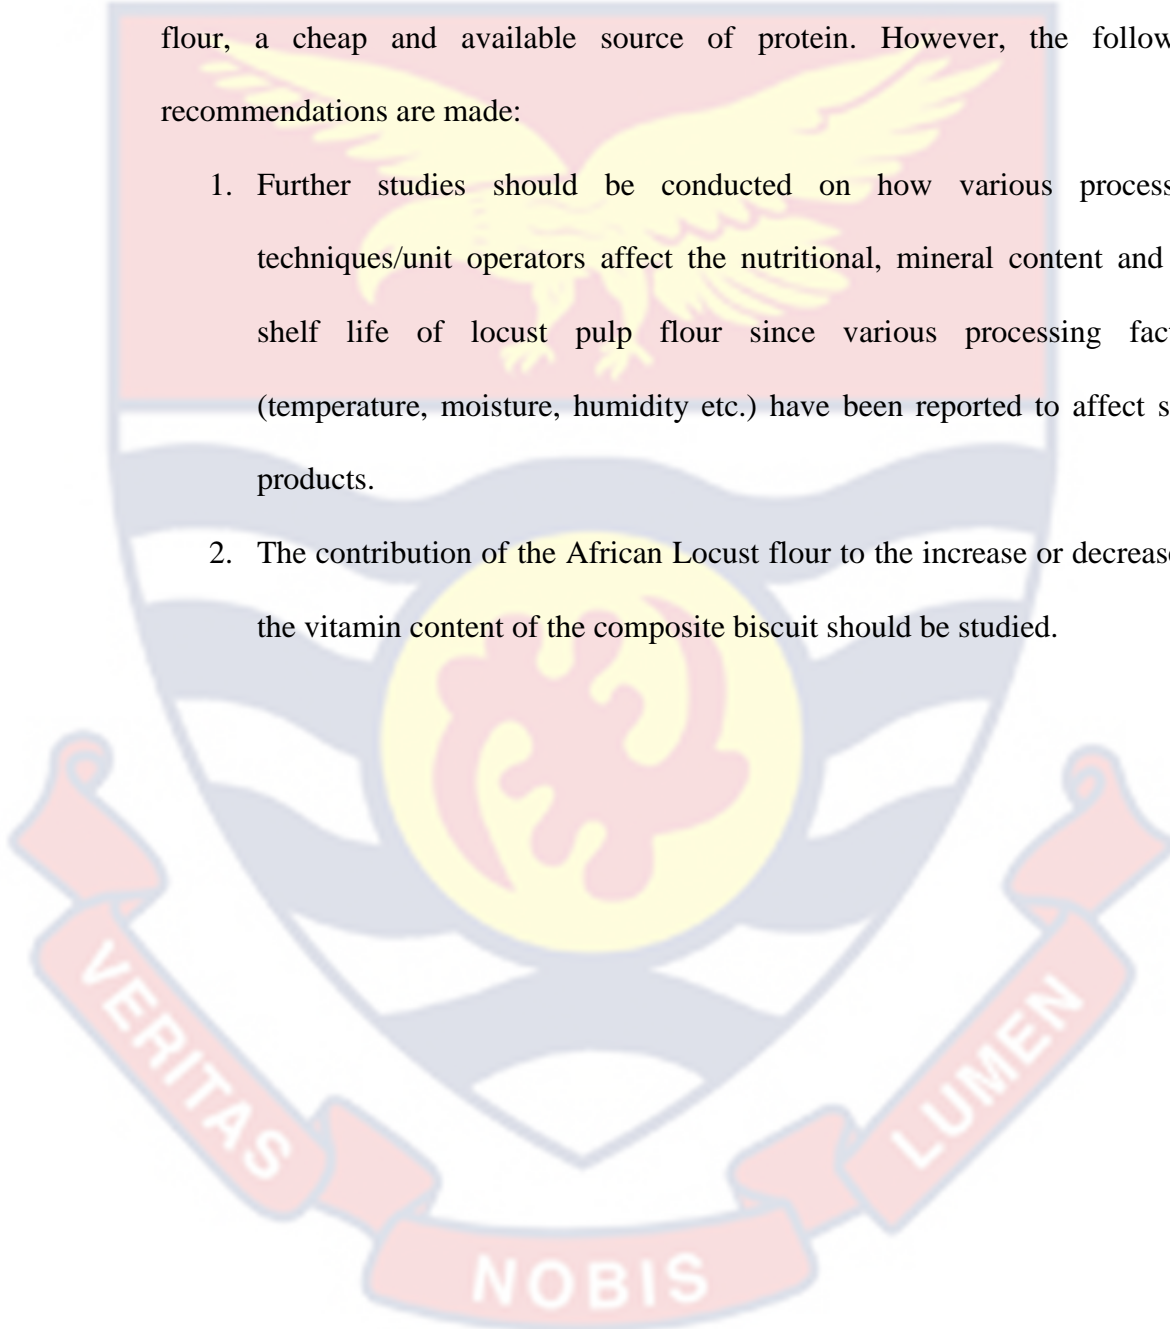 flour, a cheap and available source of protein. However, the follow
recommendations are made:
1. Further studies should be conducted on how various process
techniques/unit operators affect the nutritional, mineral content and
shelf life of locust pulp flour since various processing fact
(temperature, moisture, humidity etc.) have been reported to affect s
products.
2. The contribution of the African Locust flour to the increase or decrease
the vitamin content of the composite biscuit should be studied.
VERITAS
NOBIS
LUMEN